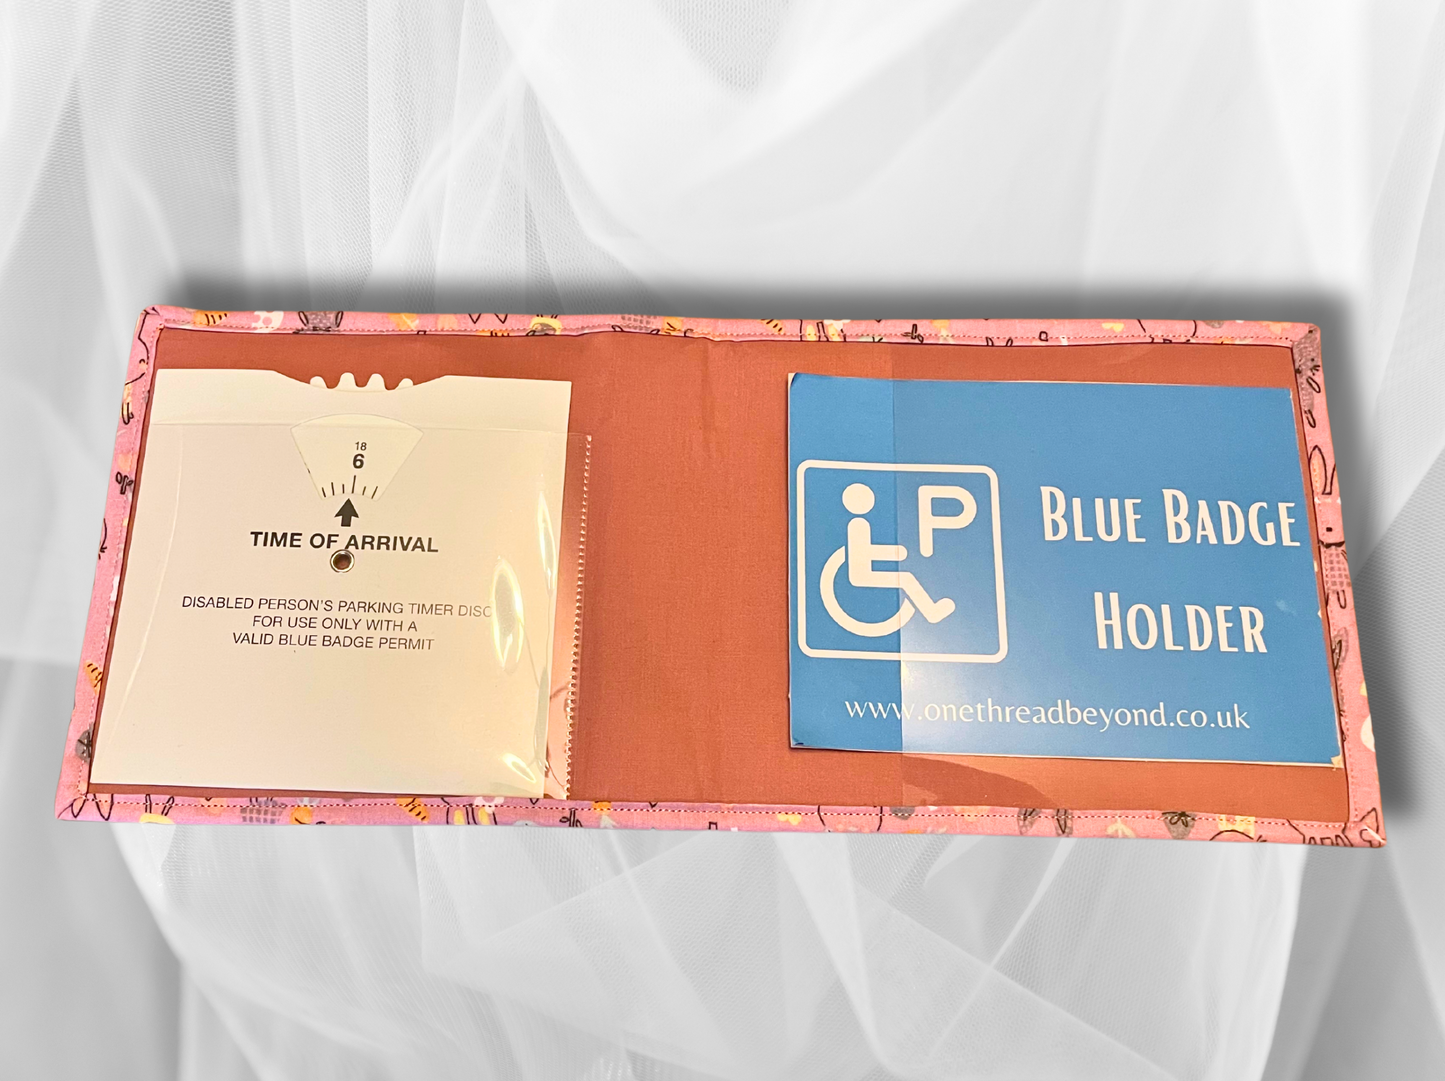 18
6
TIME OF ARRIVAL
DISABLED PERSON'S PARKING TIMER DISC
FOR USE ONLY WITH A
VALID BLUE BADGE PERMIT
P
BLUE BADGE
HOLDER
www.onethreadbeyond.co.uk